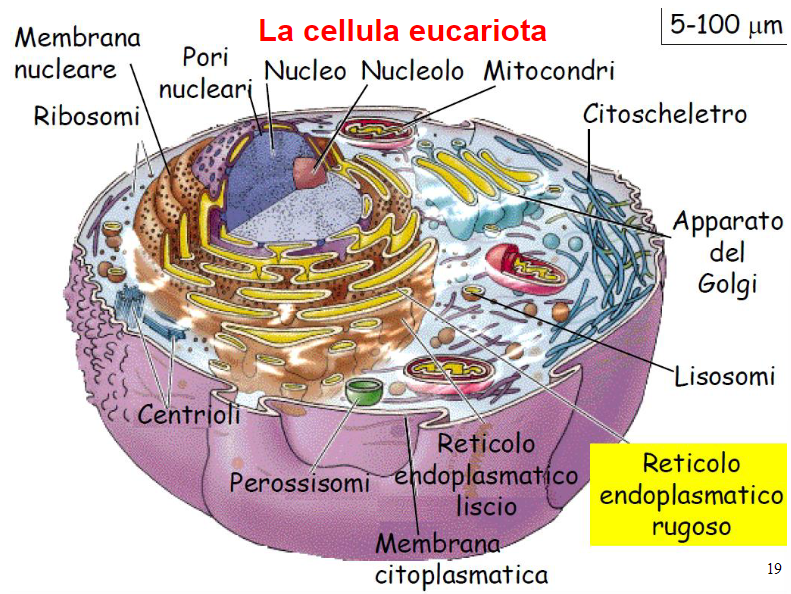 La cellula eucariota
5-100 μm
Membrana
nucleare
Pori
nucleari
Nucleo
Nucleolo
Mitocondri
Ribosomi
Citoscheletro
Apparato
del
Golgi
Lisosomi
Centrioli
Perossisomi
Reticolo
endoplasmatico
liscio
Reticolo
endoplasmatico
rugoso
Membrana
citoplasmatica
19